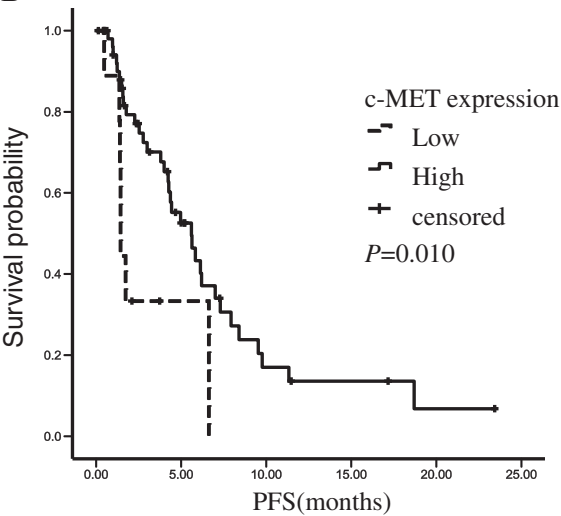 1.0
0.8
0.6
0.4
0.2
0.0
Survival probability
c-MET expression
Low
High
censored
P=0.010
0.00 5.00 10.00 15.00 20.00 25.00
PFS(months)